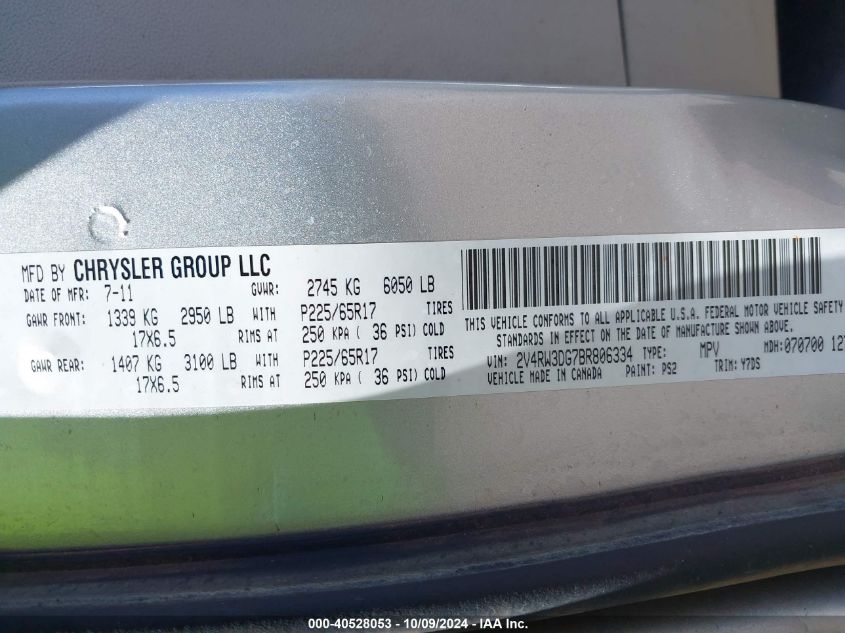 MFD BY CHRYSLER GROUP LLC
DATE OF MFR: 7-11 GVWR: 2745 KG 6050 LB
GAWR FRONT: 1339 KG 2950 LB WITH P225/65R17 TIRES
17X6.5 RIMS AT 250 KPA ( 36 PSI) COLD
GAWR REAR: 1407 KG 3100 LB WITH P225/65R17 TIRES
17X6.5 RIMS AT 250 KPA ( 36 PSI) COLD
THIS VEHICLE CONFORMS TO ALL APPLICABLE U.S.A. FEDERAL MOTOR VEHICLE SAFETY
STANDARDS IN EFFECT ON THE DATE OF MANUFACTURE SHOWN ABOVE.
VIN: 2V4RW3DG7BR806334 TYPE: MPV MDH: 070700
VEHICLE MADE IN CANADA PAINT: PS2 TRIM: Y7DS
000-40528053 - 10/09/2024 - IAA Inc.